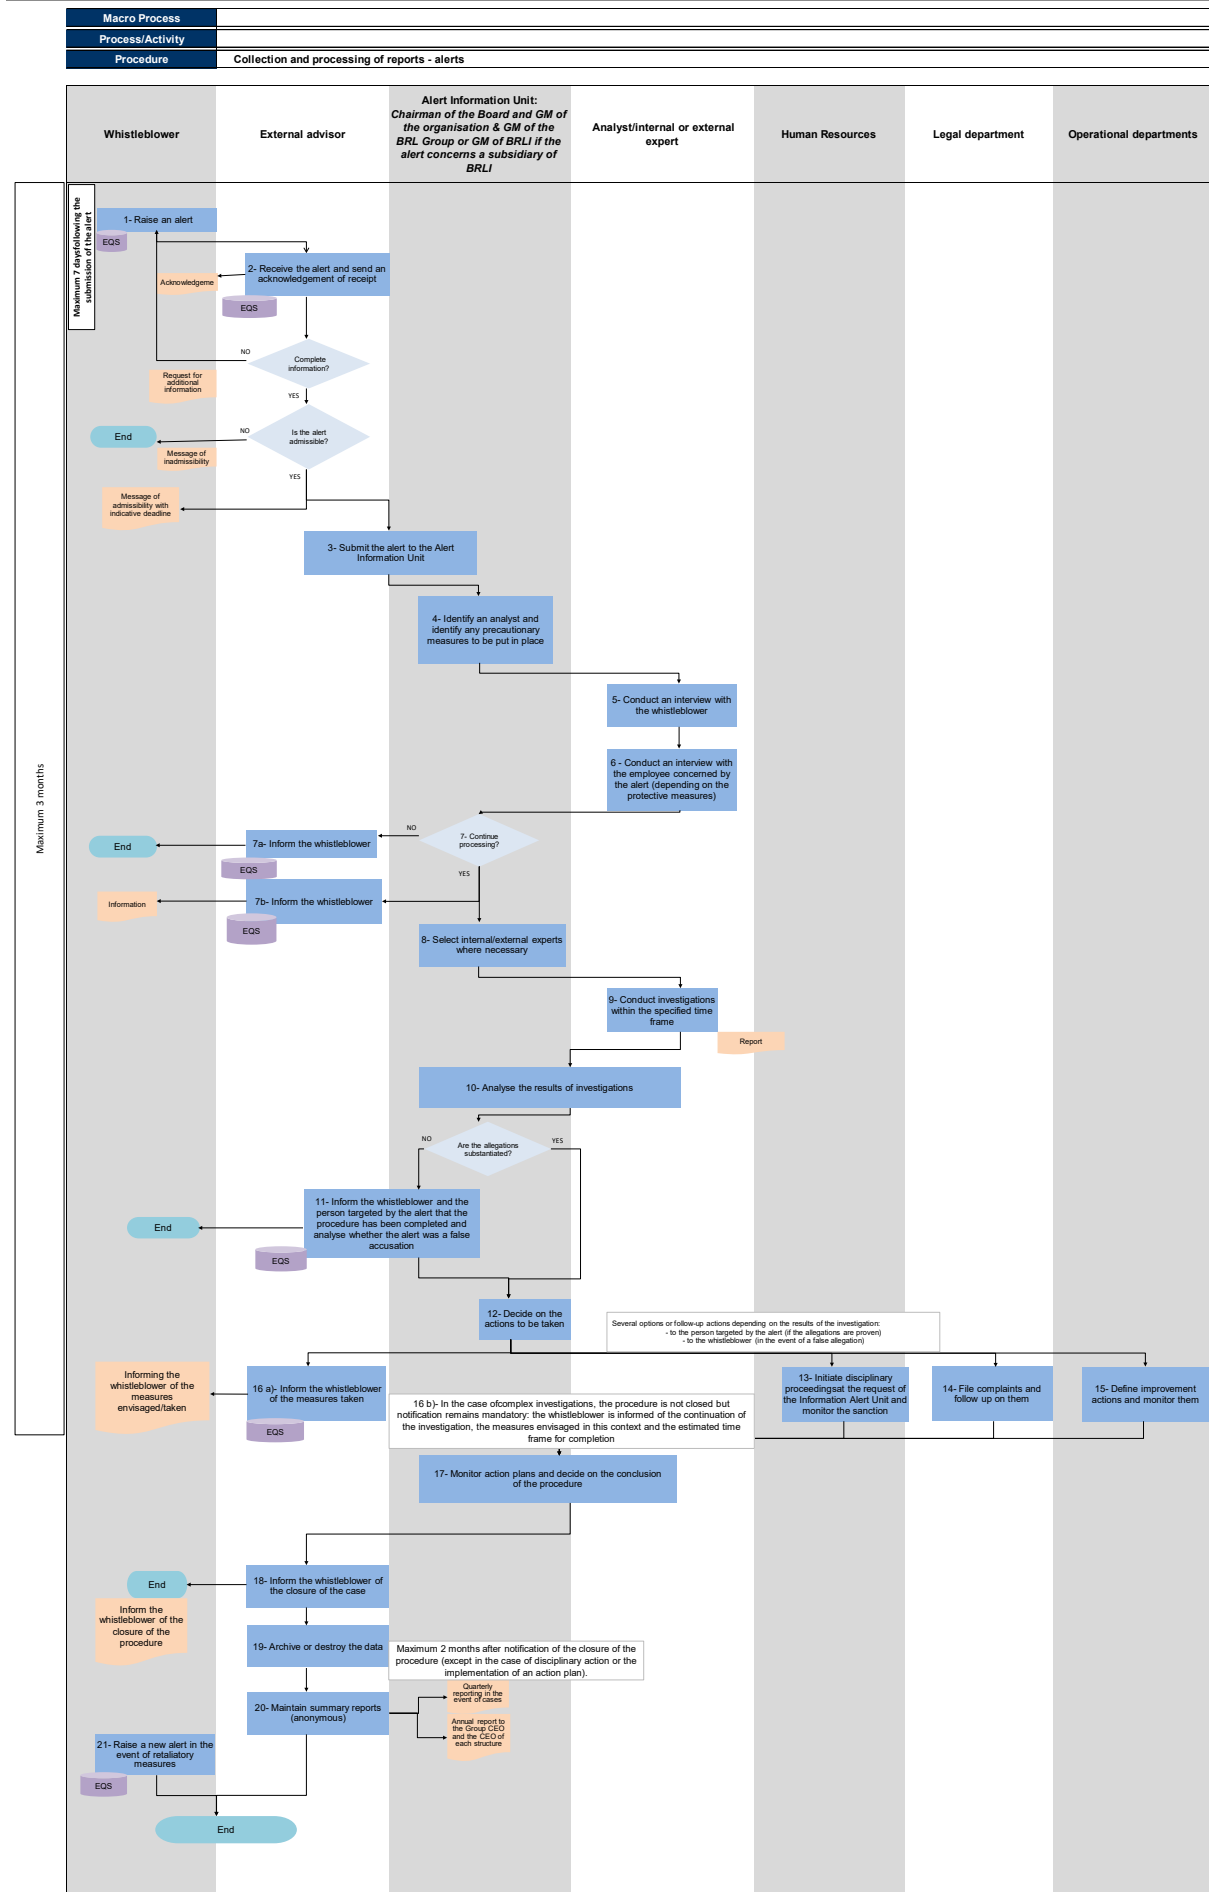 Macro Process
Process/Activity
Procedure
Collection and processing of reports - alerts
Whistleblower
External advisor
Alert Information Unit:
Chairman of the Board and GM of
the organisation & GM of the
BRL Group or GM of BRLI if the
alert concerns a subsidiary of
BRLI
Analyst/internal or external
expert
Human Resources
Legal department
Operational departments
Maximum 3 months
Maximum 7 daysfollowing the
submission of the alert
1- Raise an alert
EQS
2- Receive the alert and send an
acknowledgement of receipt
Acknowledgeme
EQS
NO
Complete
information?
Request for
additional
information
YES
End
NO
Is the alert
admissible?
Message of
inadmissibility
YES
Message of
admissibility with
indicative deadline
3- Submit the alert to the Alert
Information Unit
4- Identify an analyst and
identify any precautionary
measures to be put in place
5- Conduct an interview with
the whistleblower
6 - Conduct an interview with
the employee concerned by
the alert (depending on the
protective measures)
NO
7- Continue
processing?
End
7a- Inform the whistleblower
EQS
YES
Information
7b- Inform the whistleblower
EQS
8- Select internal/external experts
where necessary
9- Conduct investigations
within the specified time
frame
Report
10- Analyse the results of investigations
NO
Are the allegations
substantiated?
YES
11- Inform the whistleblower and the
person targeted by the alert that the
procedure has been completed and
analyse whether the alert was a false
accusation
End
EQS
12- Decide on the
actions to be taken
Several options or follow-up actions depending on the results of the investigation:
- to the person targeted by the alert (if the allegations are proven)
- to the whistleblower (in the event of a false allegation)
Informing the
whistleblower of the
measures
envisaged/taken
16 a)- Inform the whistleblower
of the measures taken
EQS
16 b)- In the case ofcomplex investigations, the procedure is not closed but
notification remains mandatory: the whistleblower is informed of the continuation of
the investigation, the measures envisaged in this context and the estimated time
frame for completion
13- Initiate disciplinary
proceedingsat the request of
the Information Alert Unit and
monitor the sanction
14- File complaints and
follow up on them
15- Define improvement
actions and monitor them
17- Monitor action plans and decide on the conclusion
of the procedure
End
18- Inform the whistleblower of
the closure of the case
Inform the
whistleblower of the
closure of the
procedure
19- Archive or destroy the data
Maximum 2 months after notification of the closure of the
procedure (except in the case of disciplinary action or the
implementation of an action plan).
20- Maintain summary reports
(anonymous)
Quarterly
reporting in the
event of cases
Annual report to
the Group CEO
and the CEO of
each structure
21- Raise a new alert in the
event of retaliatory
measures
EQS
End